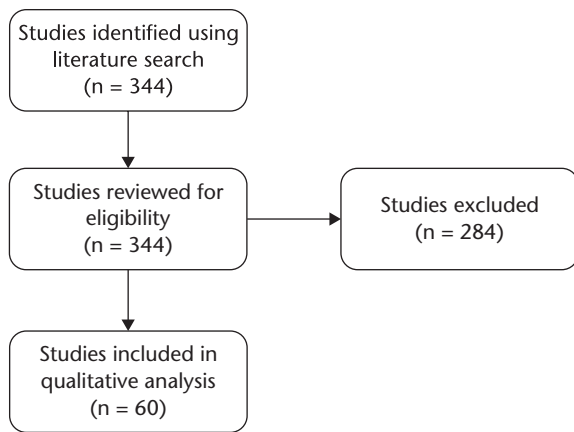 Studies identified using
literature search
(n = 344)
Studies reviewed for
eligibility
(n = 344)
Studies excluded
(n = 284)
Studies included in
qualitative analysis
(n = 60)